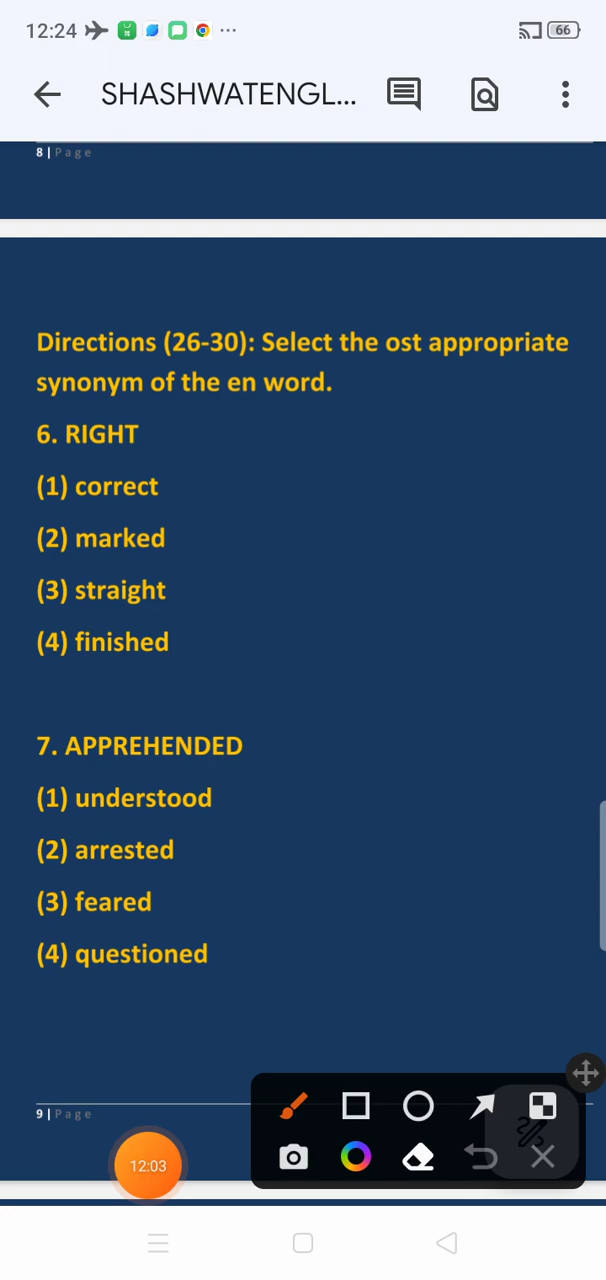 12:24
66
SHASHWATENGL...
8 | Page
Directions (26-30): Select the ost appropriate
synonym of the en word.
6. RIGHT
(1) correct
(2) marked
(3) straight
(4) finished
7. APPREHENDED
(1) understood
(2) arrested
(3) feared
(4) questioned
9 | Page
12:03